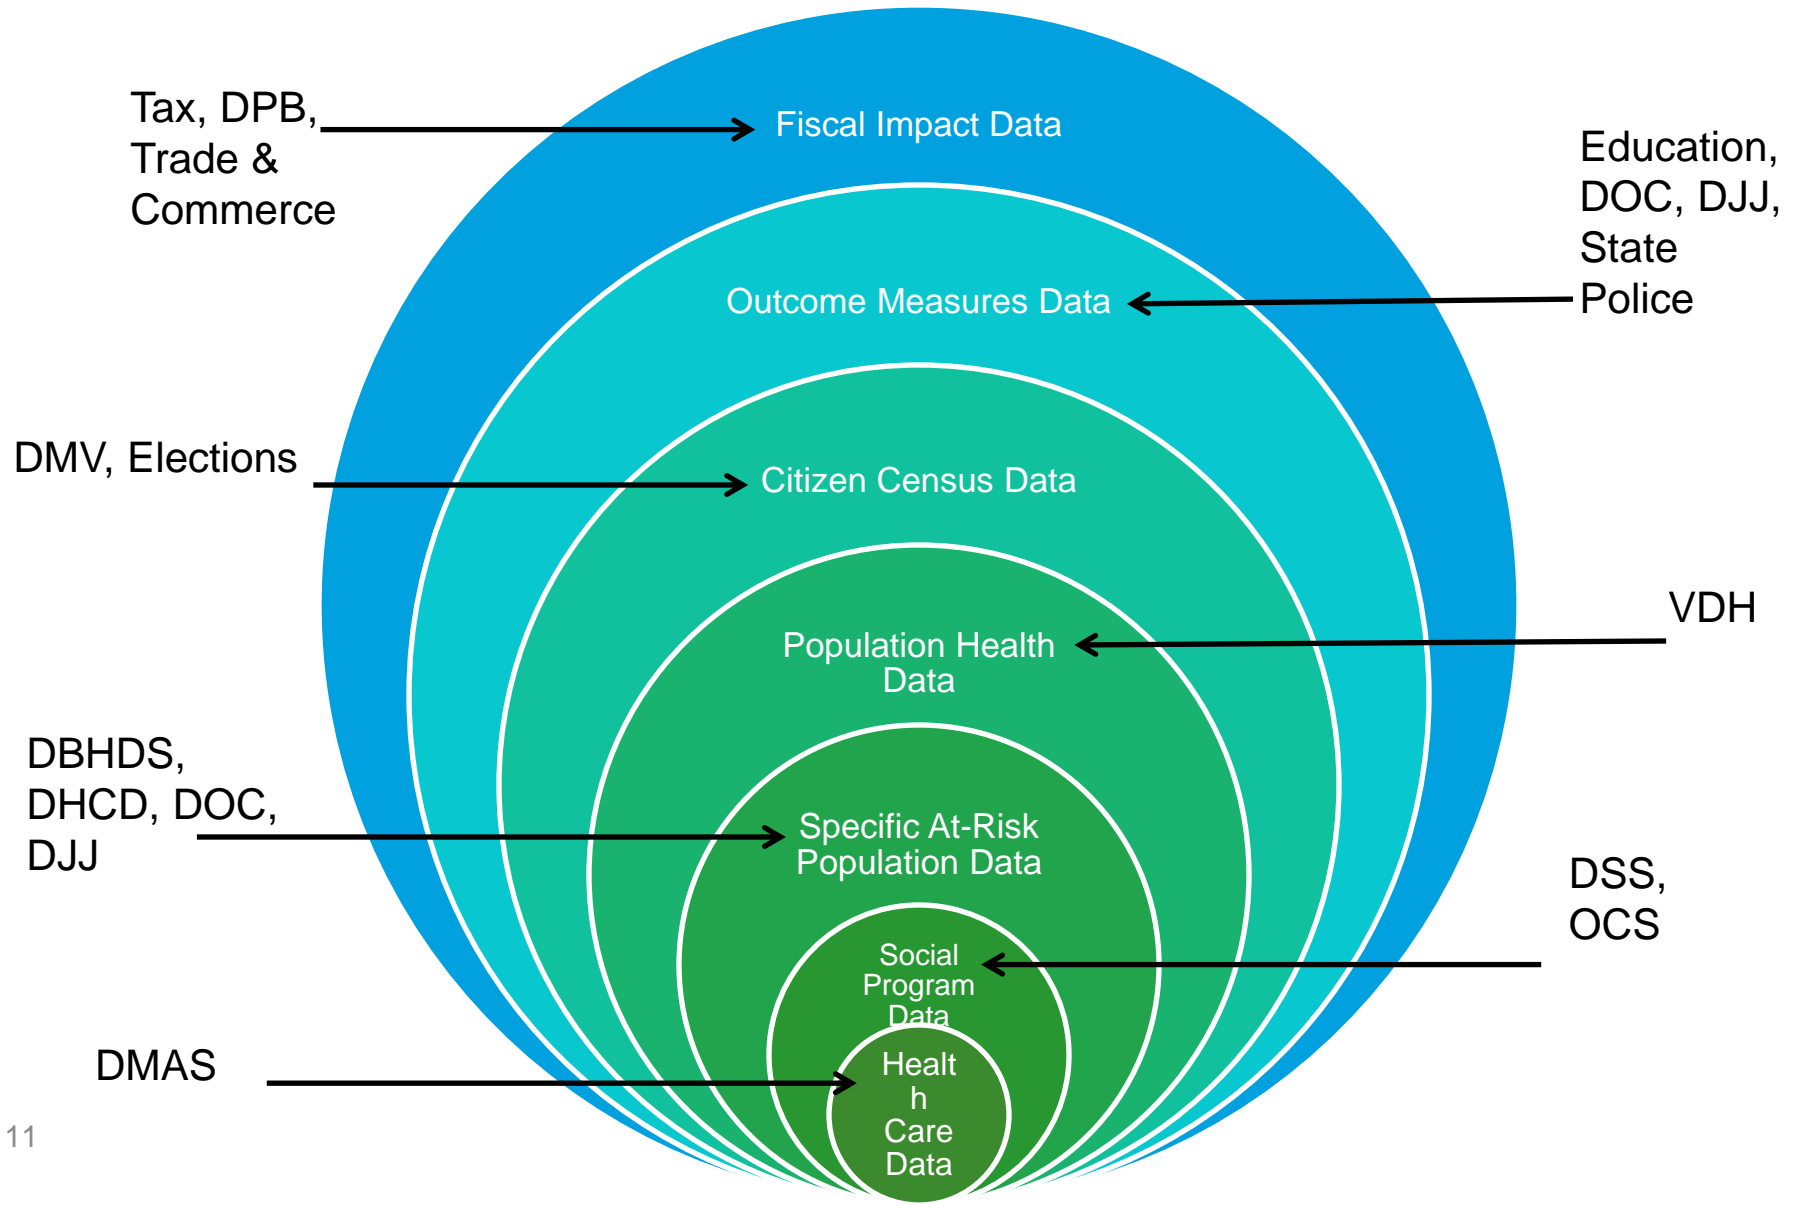 Tax, DPB,
Trade &
Commerce
Fiscal Impact Data
Education,
DOC, DJJ,
State
Police
Outcome Measures Data
DMV, Elections
Citizen Census Data
VDH
Population Health
Data
DBHDS,
DHCD, DOC,
DJJ
Specific At-Risk
Population Data
DSS,
OCS
Social
Program
Data
DMAS
Healt
h
Care
Data
11